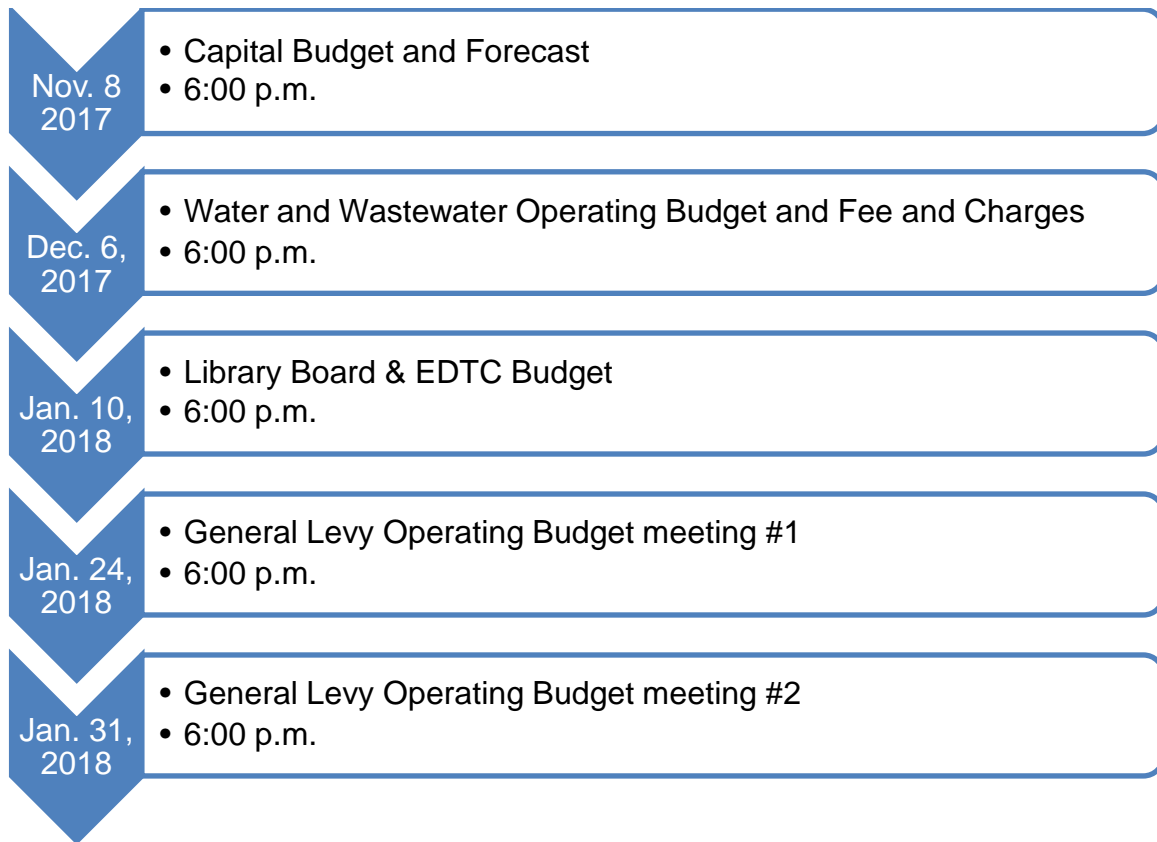 Nov. 8
2017
• Capital Budget and Forecast
• 6:00 p.m.
Dec. 6,
2017
• Water and Wastewater Operating Budget and Fee and Charges
• 6:00 p.m.
Jan. 10,
2018
• Library Board & EDTC Budget
• 6:00 p.m.
Jan. 24,
2018
• General Levy Operating Budget meeting #1
• 6:00 p.m.
Jan. 31,
2018
• General Levy Operating Budget meeting #2
• 6:00 p.m.